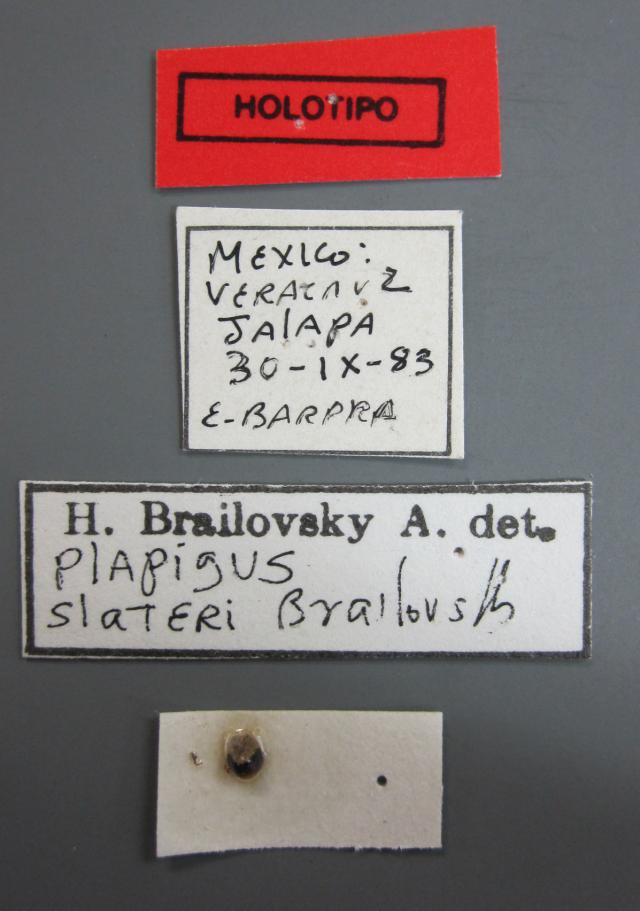 HOLOTIPO
MEXICO:
VERACRUZ
JAlAPA
30-IX-83
E-BARRERA
H. Brailovsky A. det.
PlAPigUS
SlATERi Brailovsky